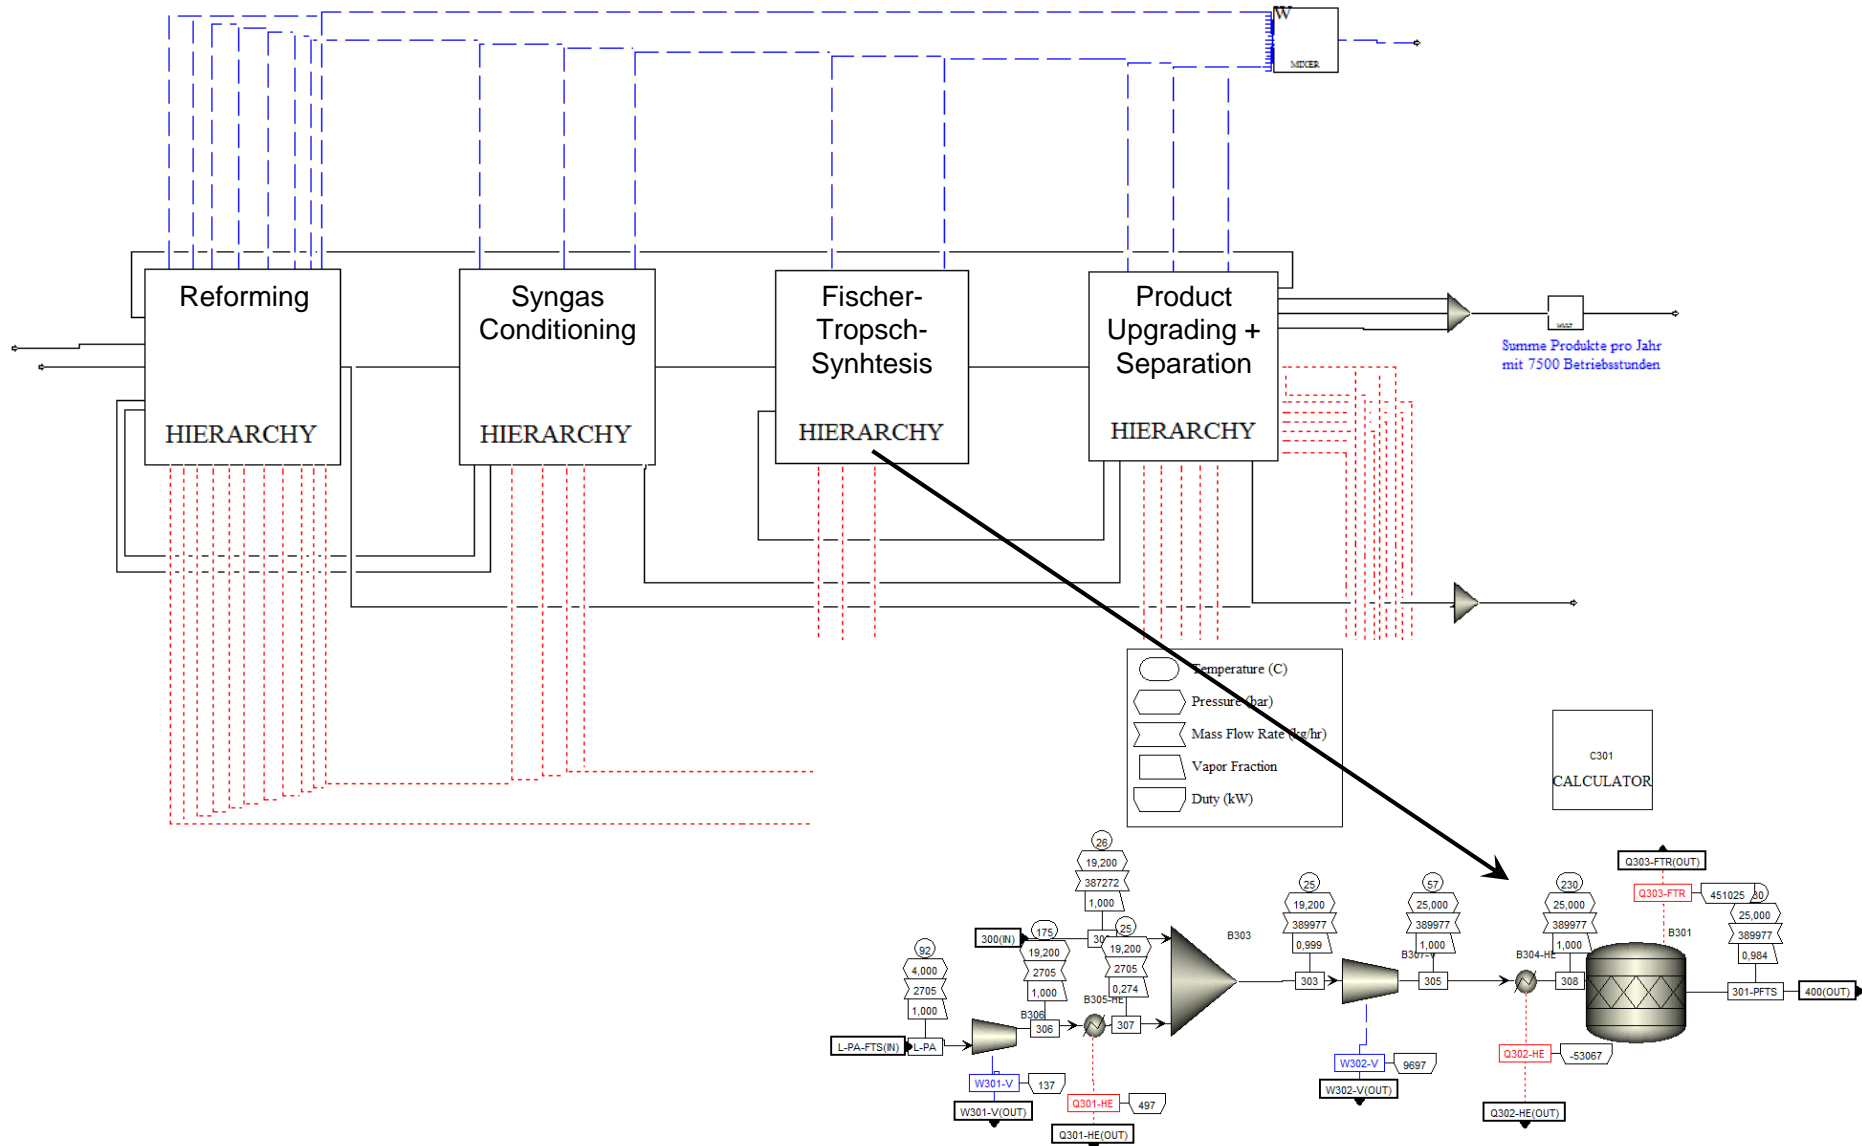 W
MIXER
Reforming
HIERARCHY
Syngas
Conditioning
HIERARCHY
Fischer-
Tropsch-
Synhtesis
HIERARCHY
Product
Upgrading +
Separation
HIERARCHY
MULT
Summe Produkte pro Jahr
mit 7500 Betriebsstunden
Temperature (C)
Pressure (bar)
Mass Flow Rate (kg/hr)
Vapor Fraction
Duty (kW)
C301
CALCULATOR
92
4,000
2705
1,000
L-PA-FTS(IN)
L-PA
B306
W301-V
137
W301-V(OUT)
175
19,200
2705
1,000
306
B305-HE
Q301-HE
497
Q301-HE(OUT)
26
19,200
387272
1,000
300(IN)
25
19,200
2705
0,274
307
B303
25
19,200
389977
0,999
303
B307-V
W302-V
9697
W302-V(OUT)
57
25,000
389977
1,000
305
B304-HE
Q302-HE
-53067
Q302-HE(OUT)
230
25,000
389977
1,000
308
Q303-FTR(OUT)
Q303-FTR
451025
B301
25,000
389977
0,984
301-PFTS
400(OUT)